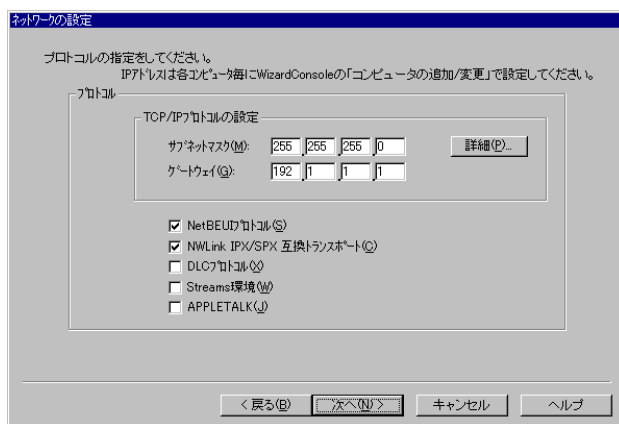 ネットワークの設定
プロトコルの指定をしてください。
IPアドレスは各コンピュータ毎にWizardConsoleの「コンピュータの追加/変更」で設定してください。
プロトコル
TCP/IPプロトコルの設定
サブネットマスク(M): 255 .255 .255 .0 詳細(P)...
ゲートウェイ(G): 192 .1 .1 .1
NetBEUIプロトコル(S)
NWLink IPX/SPX 互換トランスポート(C)
DLCプロトコル(X)
Streams環境(W)
APPLETALK(J)
< 戻る(B) 次へ(N) > キャンセル ヘルプ